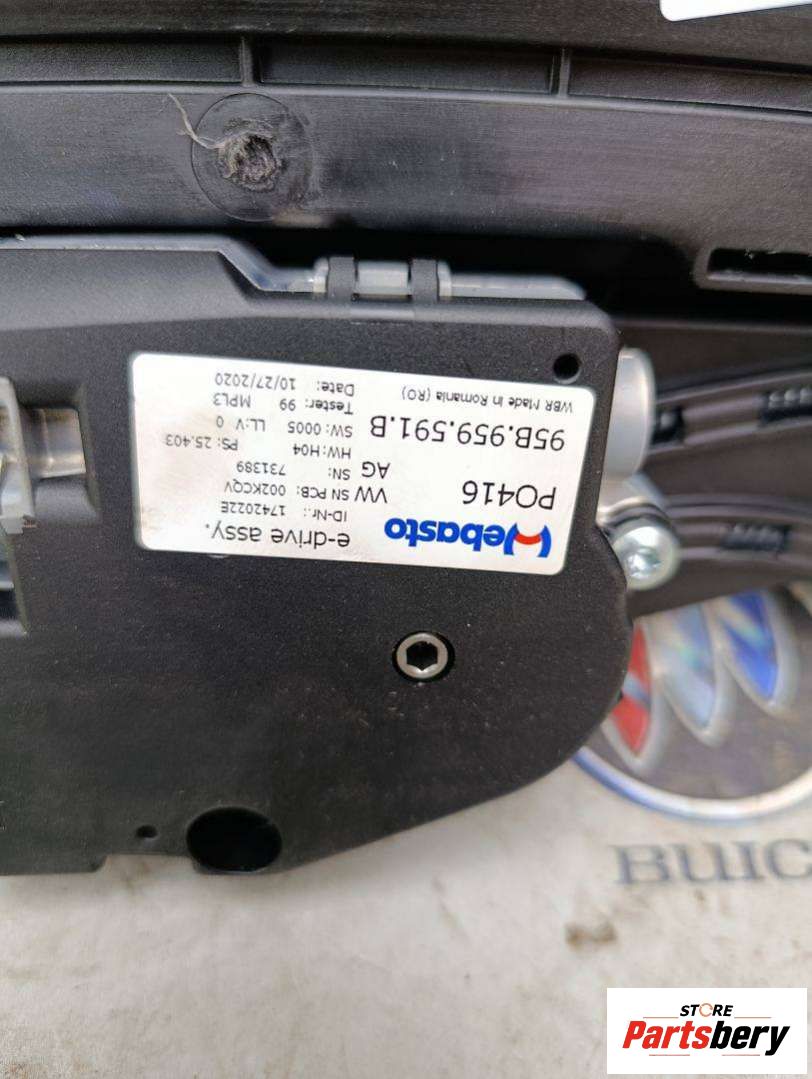 Webasto
e-drive assy.
ID-Nr.: 1742022E
PO416
VW SN PCB: 002KCQV
AG SN: 731389
HW: H04 PS: 25.403
95B.959.591.B
SW: 0005 LL: V 0
Tester: 99 MPL3
WBR Made in Romania (RO)
Date: 10/27/2020
BUIC
STORE
Partsbery